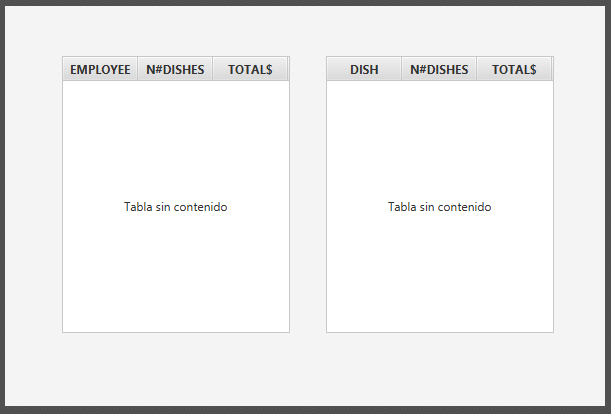 EMPLOYEE N#DISHES TOTAL$
Tabla sin contenido
DISH N#DISHES TOTAL$
Tabla sin contenido